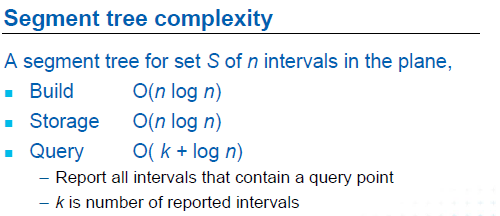 Segment tree complexity
A segment tree for set S of n intervals in the plane,
▪ Build O(n log n)
▪ Storage O(n log n)
▪ Query O( k + log n)
– Report all intervals that contain a query point
– k is number of reported intervals